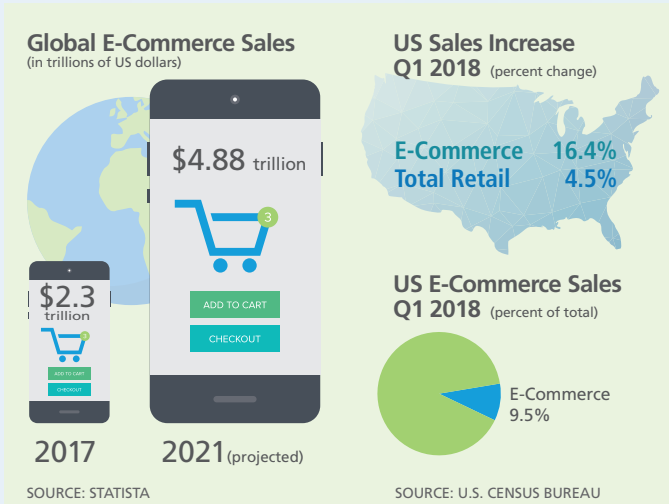 Global E-Commerce Sales
(in trillions of US dollars)
$4.88 trillion
3
ADD TO CART
CHECKOUT
$2.3
trillion
3
ADD TO CART
CHECKOUT
2017
2021 (projected)
SOURCE: STATISTA
US Sales Increase
Q1 2018 (percent change)
E-Commerce 16.4%
Total Retail 4.5%
US E-Commerce Sales
Q1 2018 (percent of total)
E-Commerce
9.5%
SOURCE: U.S. CENSUS BUREAU